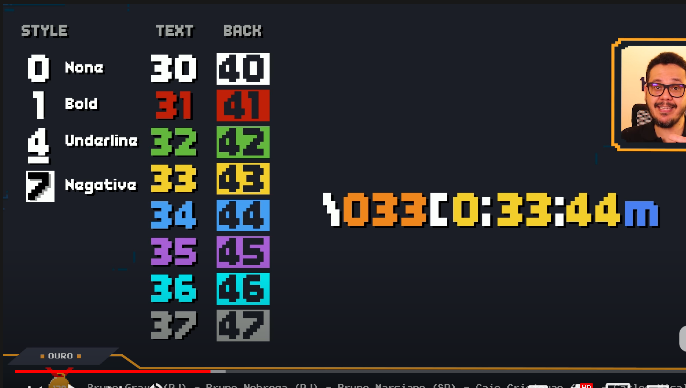 STYLE TEXT BACK
0 None 30 40
1 Bold 31 41
4 Underline 32 42
7 Negative 33 43
34 44
35 45
36 46
37 47
\033[0:33:44m
OURO